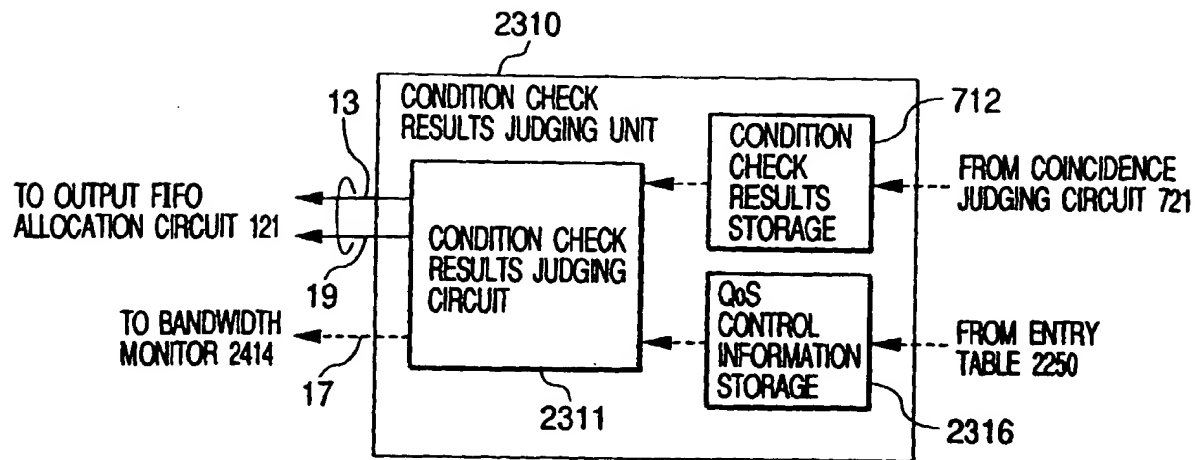 2310
CONDITION CHECK
RESULTS JUDGING UNIT
13
712
CONDITION
CHECK
RESULTS
STORAGE
FROM COINCIDENCE
JUDGING CIRCUIT 721
TO OUTPUT FIFO
ALLOCATION CIRCUIT 121
CONDITION CHECK
RESULTS JUDGING
CIRCUIT
19
QoS
CONTROL
INFORMATION
STORAGE
TO BANDWIDTH
MONITOR 2414
FROM ENTRY
TABLE 2250
17
2311
2316